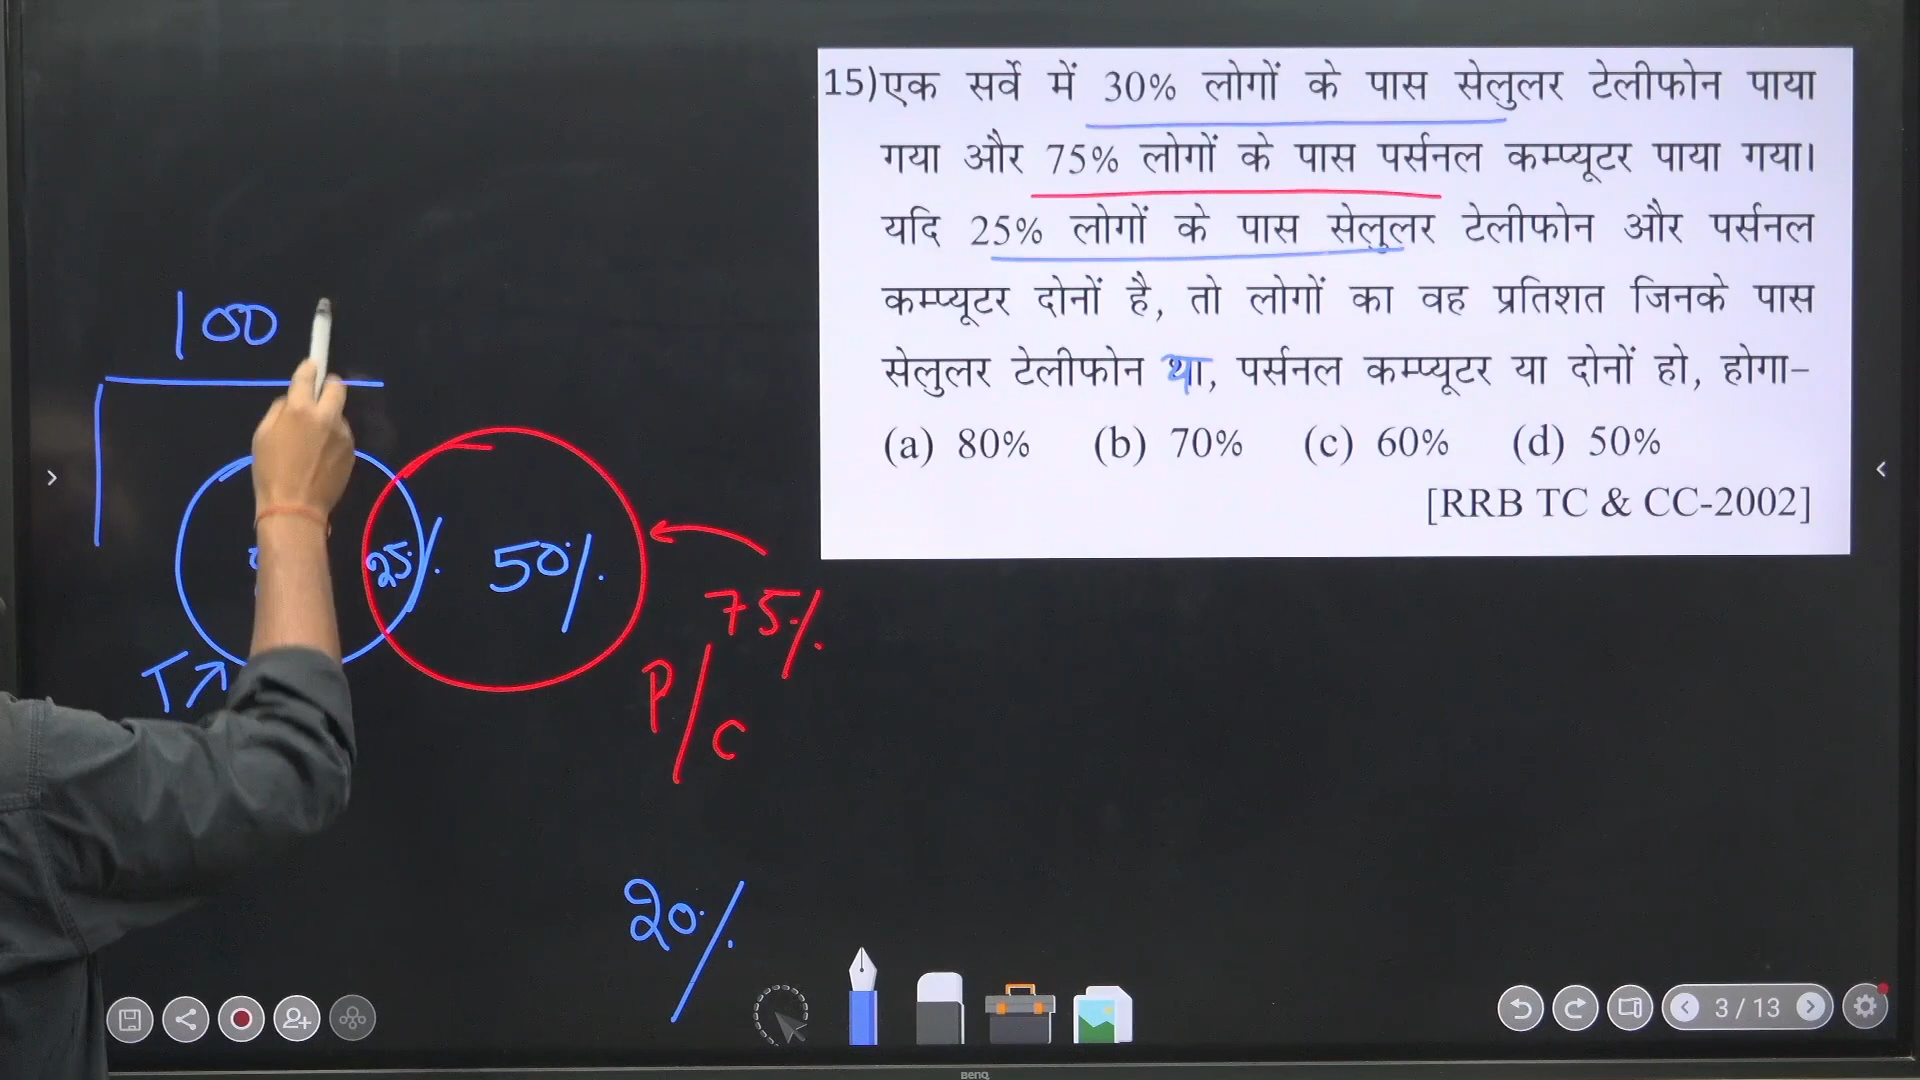 15)एक सर्वे में 30% लोगों के पास सेलुलर टेलीफोन पाया
गया और 75% लोगों के पास पर्सनल कम्प्यूटर पाया गया।
यदि 25% लोगों के पास सेलुलर टेलीफोन और पर्सनल
कम्प्यूटर दोनों है, तो लोगों का वह प्रतिशत जिनके पास
सेलुलर टेलीफोन था, पर्सनल कम्प्यूटर या दोनों हो, होगा–
(a) 80% (b) 70% (c) 60% (d) 50%
[RRB TC & CC-2002]
100
25% 50%
75%
T
P/C
20%
3 / 13
BenQ